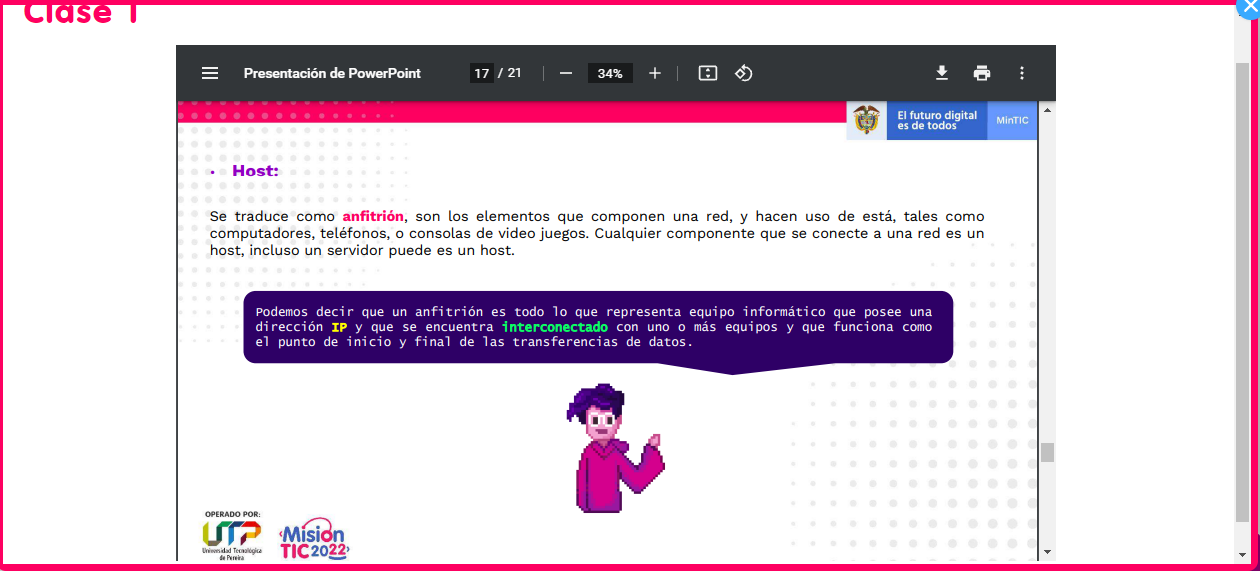 Clase 1
Presentación de PowerPoint
17 / 21
34%
El futuro digital
es de todos
MinTIC
• Host:
Se traduce como anfitrión, son los elementos que componen una red, y hacen uso de está, tales como
computadores, teléfonos, o consolas de video juegos. Cualquier componente que se conecte a una red es un
host, incluso un servidor puede es un host.
Podemos decir que un anfitrión es todo lo que representa equipo informático que posee una
dirección IP y que se encuentra interconectado con uno o más equipos y que funciona como
el punto de inicio y final de las transferencias de datos.
OPERADO POR:
UTP
Universidad Tecnológica
de Pereira
Misión
TIC2022